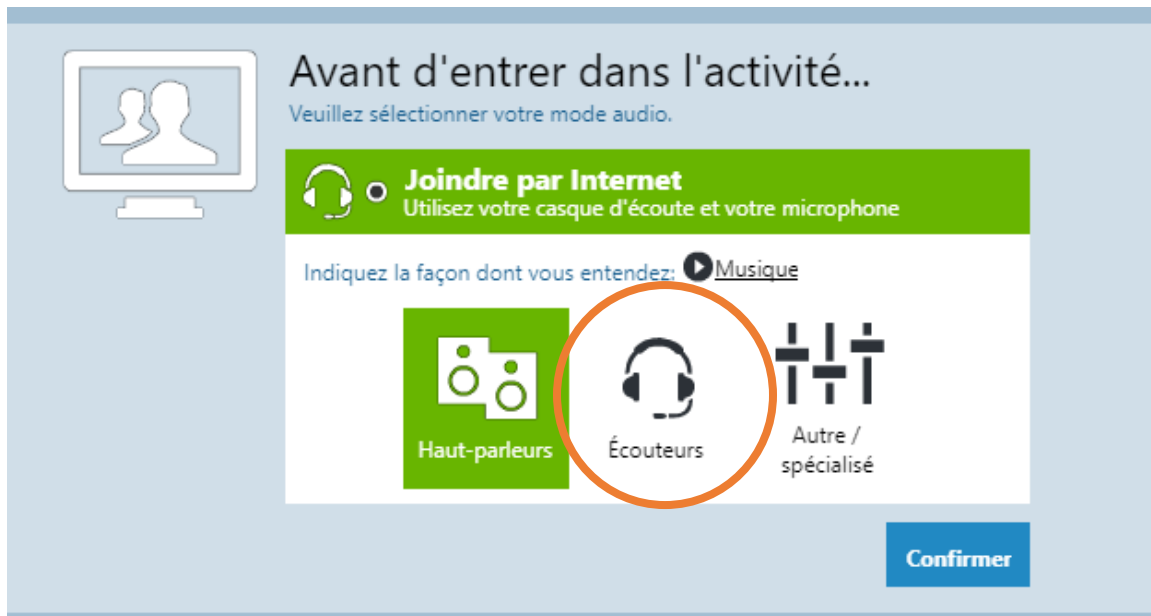 Avant d'entrer dans l'activité...
Veuillez sélectionner votre mode audio.
Joindre par Internet
Utilisez votre casque d'écoute et votre microphone
Indiquez la façon dont vous entendez: Musique
Haut-parleurs
Écouteurs
Autre /
spécialisé
Confirmer